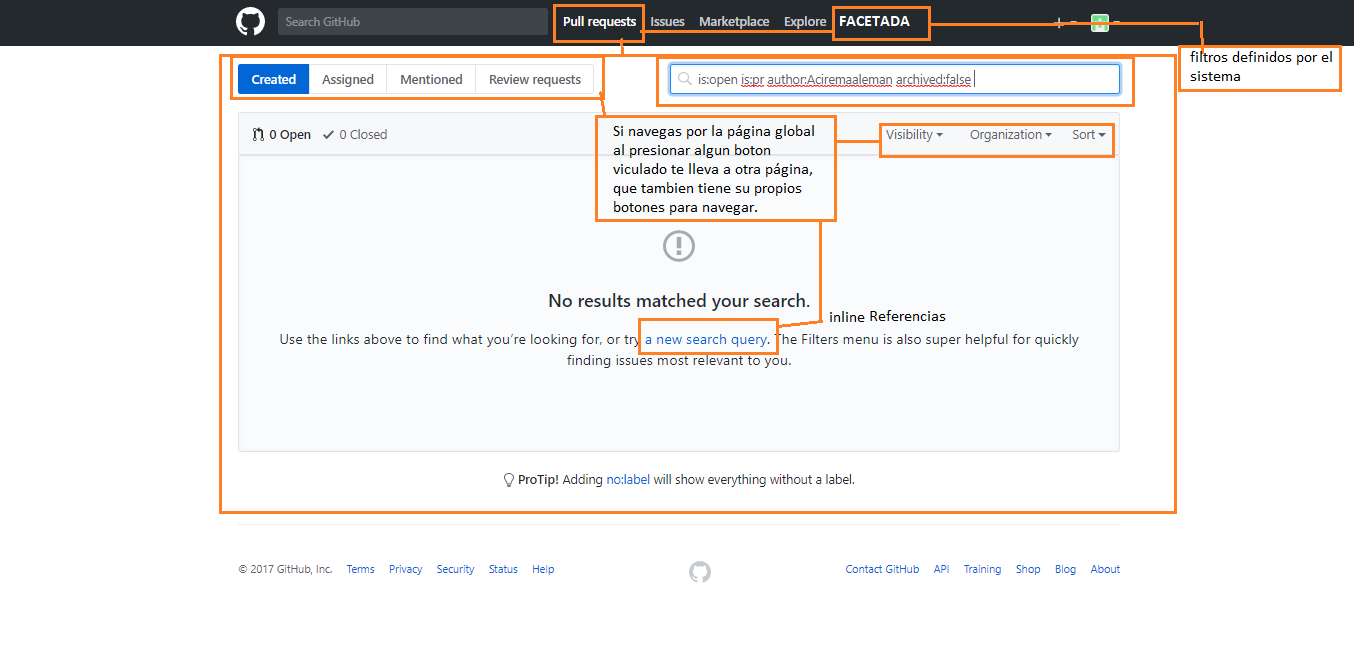 Search GitHub
Pull requests Issues Marketplace Explore FACETADA
filtros definidos por el
sistema
Created Assigned Mentioned Review requests
is:open is:pr author:Aciremaaleman archived:false
0 Open 0 Closed
Visibility Organization Sort
Si navegas por la página global
al presionar algun boton
viculado te lleva a otra página,
que tambien tiene su propios
botones para navegar.
No results matched your search.
inline Referencias
Use the links above to find what you're looking for, or try a new search query. The Filters menu is also super helpful for quickly
finding issues most relevant to you.
ProTip! Adding no:label will show everything without a label.
© 2017 GitHub, Inc. Terms Privacy Security Status Help
Contact GitHub API Training Shop Blog About